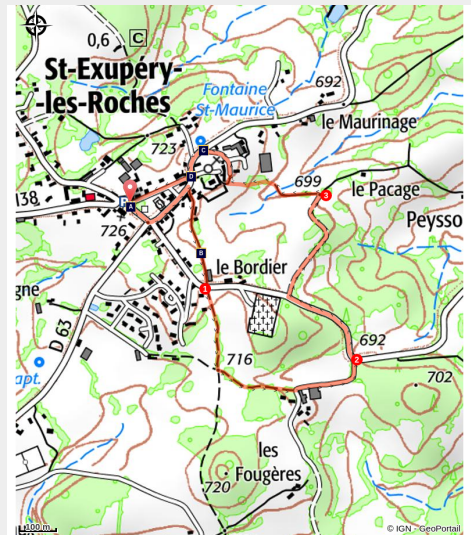 0,6 C
St-Exupéry-
-les-Roches
Fontaine
St-Maurice
692
le Maurinage
723
C
D
699
3
le Pacage
138
P
A
726
Peysso
B
le Bordier
gne
1
D 63
692
2
716
702
apt.
les
Fougères
720
100 m
© IGN - GeoPortail